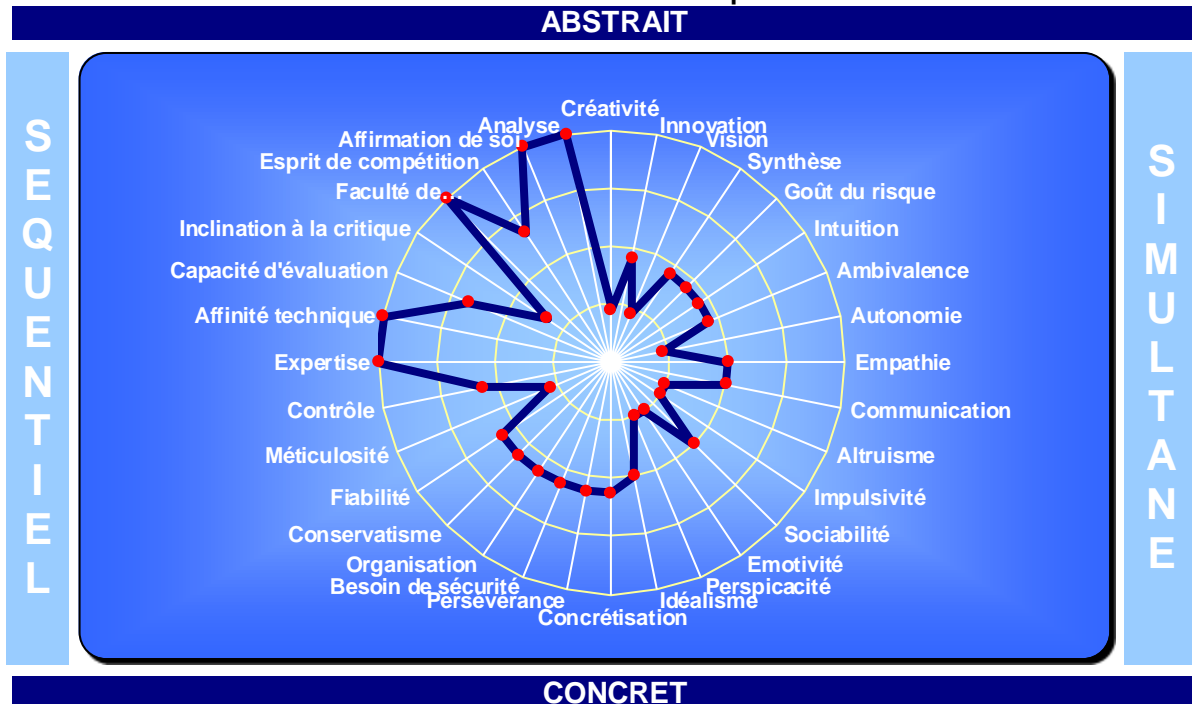 ABSTRAIT
SEQUENTIEL
SIMULTANE
Créativité
Innovation
Vision
Synthèse
Goût du risque
Intuition
Ambivalence
Autonomie
Empathie
Communication
Altruisme
Impulsivité
Sociabilité
Emotivité
Perspicacité
Idéalisme
Concrétisation
Persévérance
Besoin de sécurité
Organisation
Conservatisme
Fiabilité
Méticulosité
Contrôle
Expertise
Affinité technique
Capacité d'évaluation
Inclination à la critique
Faculté de...
Esprit de compétition
Affirmation de soi
Analyse
CONCRET